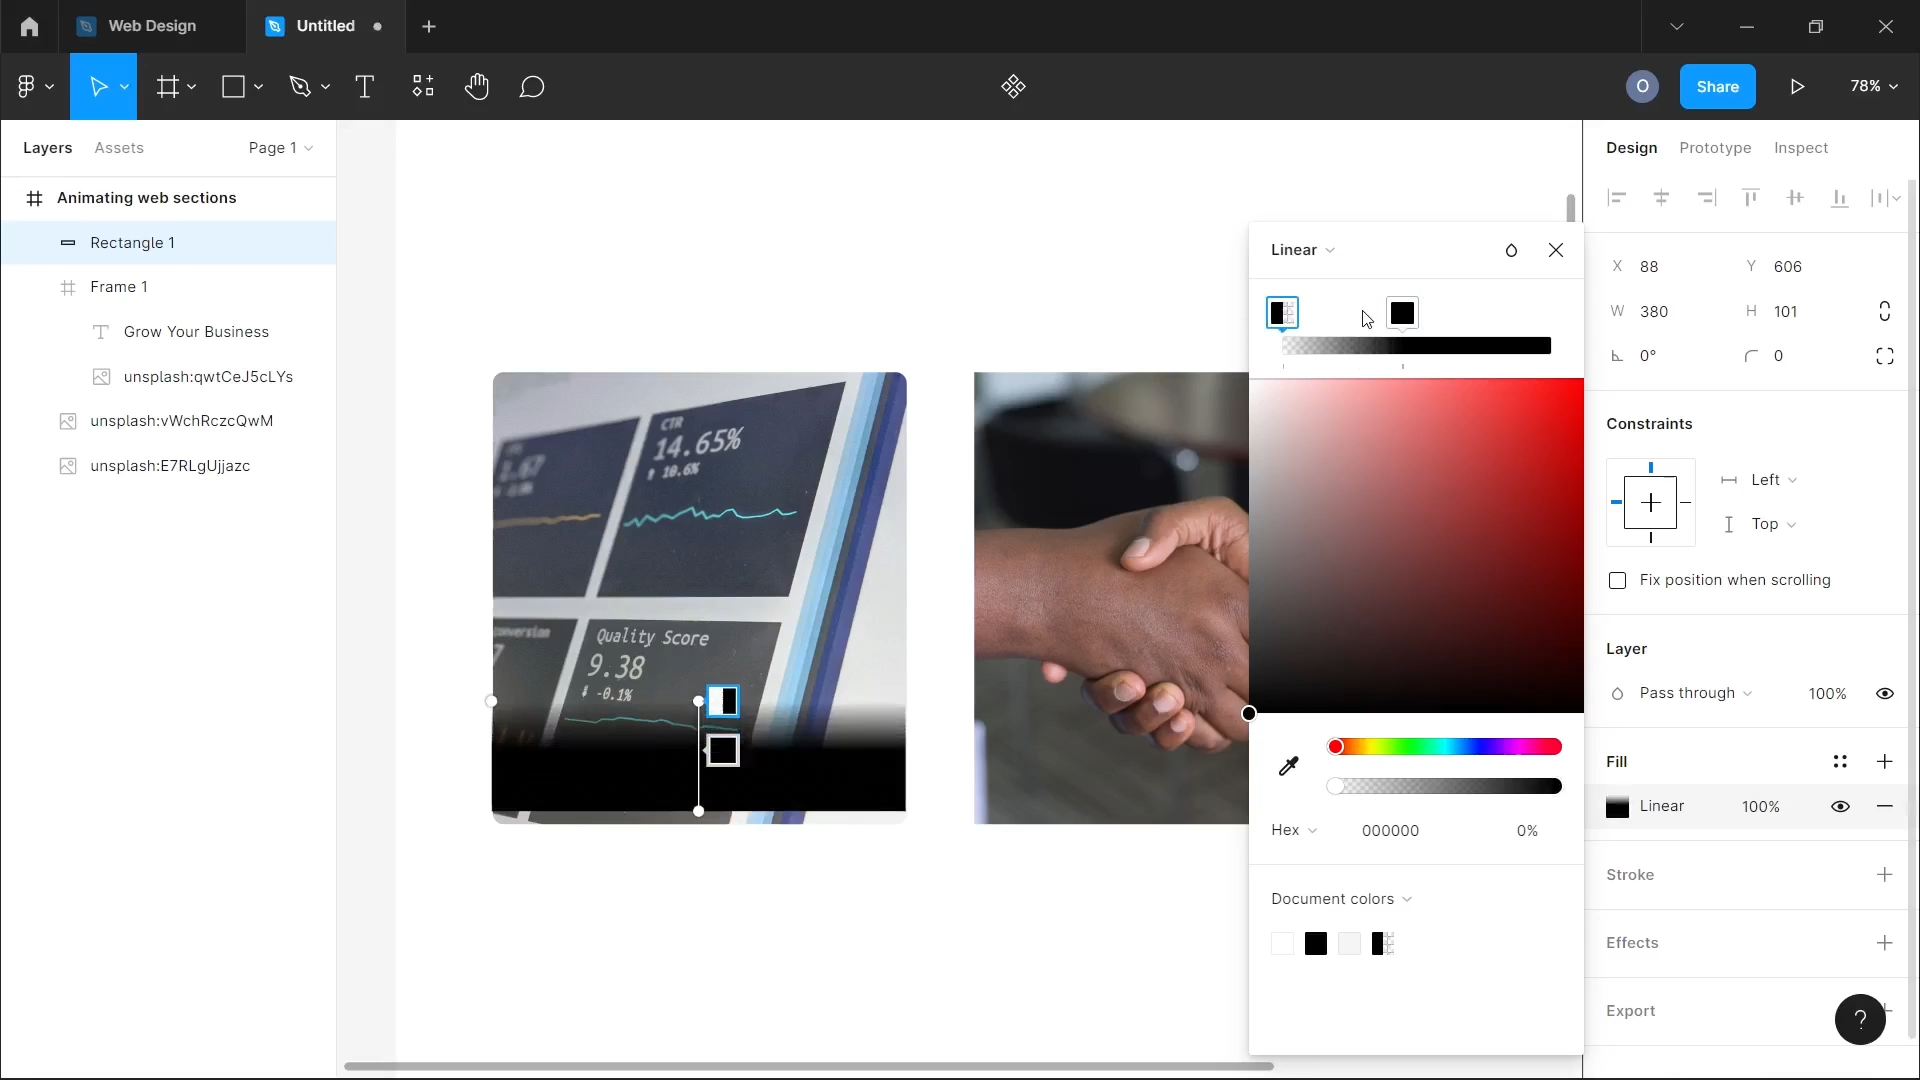 Web Design
Untitled
O
Share
78%
Layers
Assets
Page 1
Animating web sections
Rectangle 1
Frame 1
Grow Your Business
unsplash:qwtCeJ5cLYs
unsplash:vWchRczcQwM
unsplash:E7RLgUjjazc
CTR
14.65%
10.6%
Quality Score
9.38
-0.1%
Linear
Hex
000000
0%
Document colors
Design
Prototype
Inspect
X 88
Y 606
W 380
H 101
0°
0
Constraints
Left
Top
Fix position when scrolling
Layer
Pass through
100%
Fill
Linear
100%
Stroke
Effects
Export
?